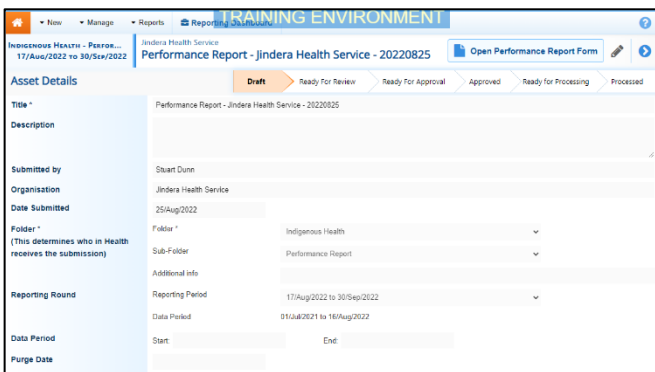 TRAINING ENVIRONMENT
New Manage Reports Reporting Dashboard
INDIGENOUS HEALTH - PERFOR...
17/AUG/2022 TO 30/SEP/2022
Jindera Health Service
Performance Report - Jindera Health Service - 20220825
Open Performance Report Form
Asset Details
Draft Ready For Review Ready For Approval Approved Ready for Processing Processed
Title * Performance Report - Jindera Health Service - 20220825
Description
Submitted by Stuart Dunn
Organisation Jindera Health Service
Date Submitted 25/Aug/2022
Folder * Folder * Indigenous Health
(This determines who in Health
receives the submission) Sub-Folder Performance Report
Additional info
Reporting Round Reporting Period 17/Aug/2022 to 30/Sep/2022
Data Period 01/Jul/2021 to 16/Aug/2022
Data Period Start: End:
Purge Date